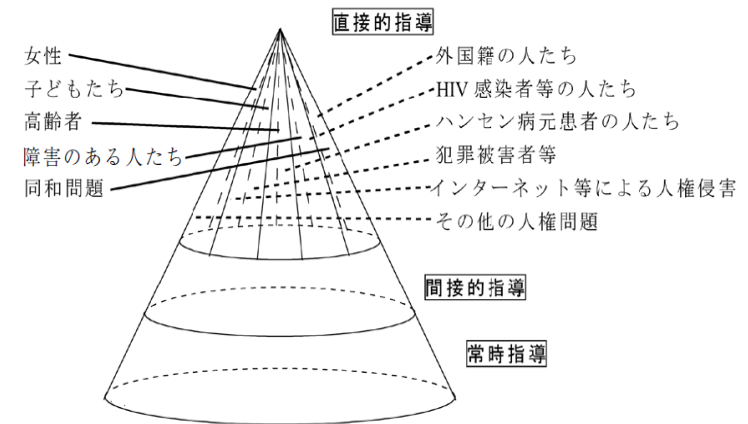 直接的指導
女性
子どもたち
高齢者
障害のある人たち
同和問題
外国籍の人たち
HIV 感染者等の人たち
ハンセン病元患者の人たち
犯罪被害者等
インターネット等による人権侵害
その他の人権問題
間接的指導
常時指導